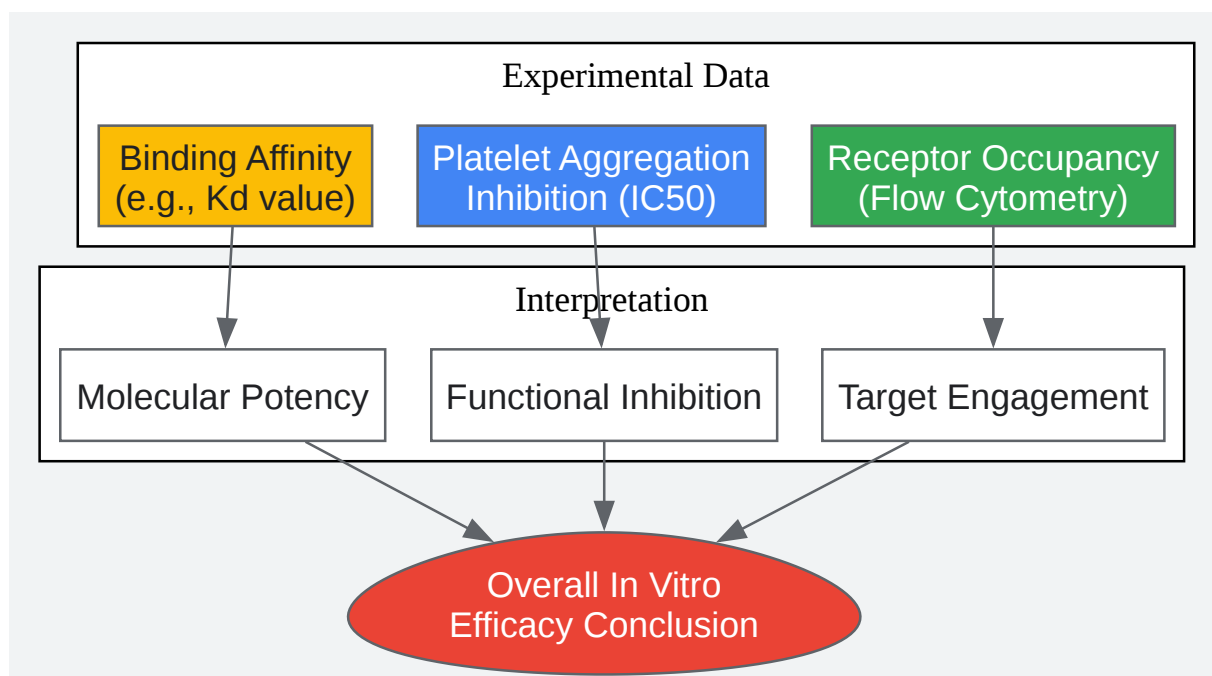 Experimental Data
Binding Affinity
(e.g., Kd value)
Platelet Aggregation
Inhibition (IC50)
Receptor Occupancy
(Flow Cytometry)
Interpretation
Molecular Potency
Functional Inhibition
Target Engagement
Overall In Vitro
Efficacy Conclusion